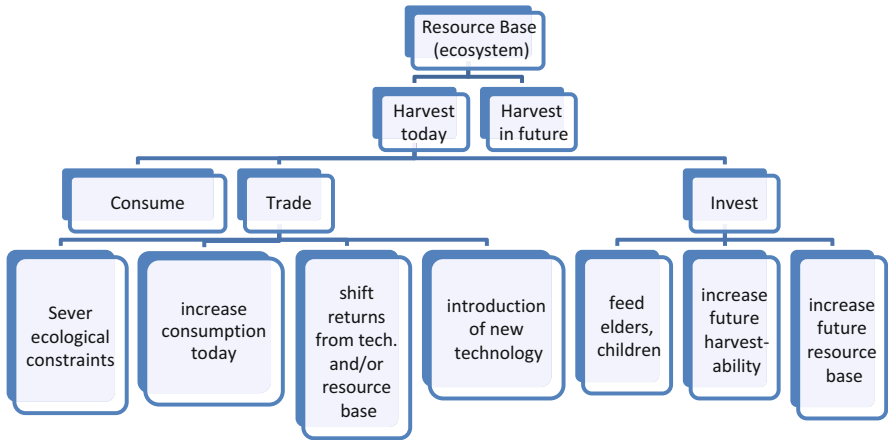 Resource Base
(ecosystem)
Harvest
today
Harvest
in future
Consume
Trade
Invest
Sever
ecological
constraints
increase
consumption
today
shift
returns
from tech.
and/or
resource
base
introduction
of new
technology
feed
elders,
children
increase
future
harvest-
ability
increase
future
resource
base